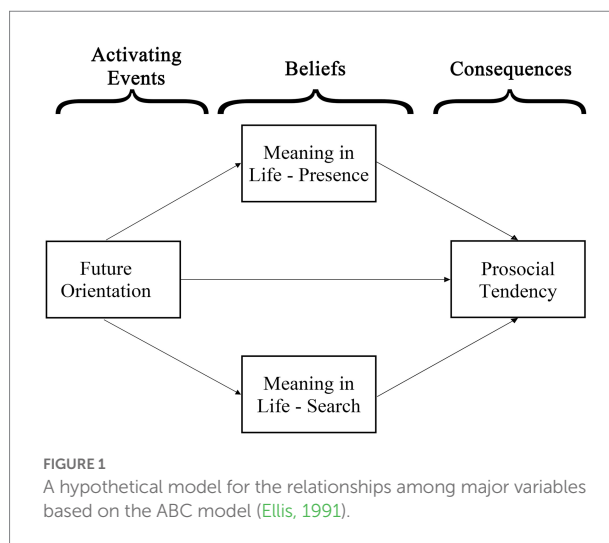 Activating
Events
Beliefs
Consequences
Meaning in
Life - Presence
Future
Orientation
Prosocial
Tendency
Meaning in
Life - Search
FIGURE 1
A hypothetical model for the relationships among major variables
based on the ABC model (Ellis, 1991).